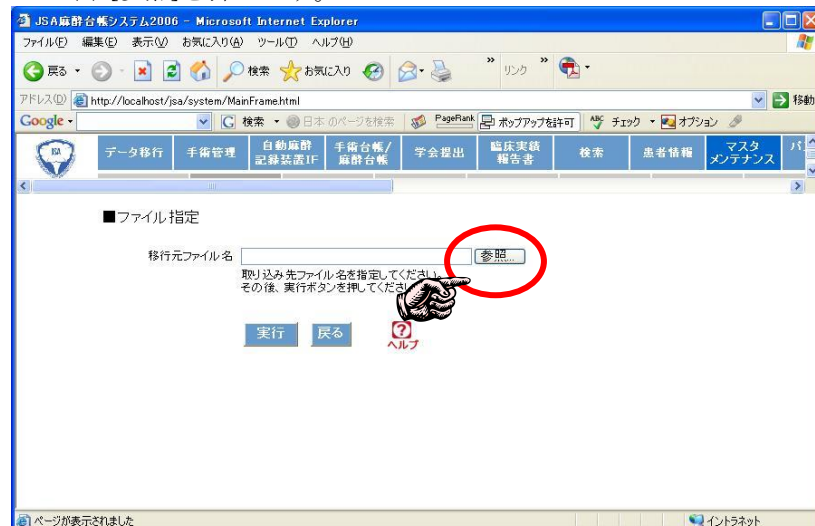 JSA麻酔台帳システム2006 - Microsoft Internet Explorer
ファイル(F) 編集(E) 表示(V) お気に入り(A) ツール(T) ヘルプ(H)
戻る 検索 お気に入り リンク
アドレス(D) http://localhost/jsa/system/MainFrame.html 移動
Google 検索 日本のページを検索 PageRank ポップアップを許可 チェック オプション
JSA データ移行 手術管理 自動麻酔記録装置IF 手術台帳/麻酔台帳 学会提出 臨床実績報告書 検索 患者情報 マスタメンテナンス パ
■ファイル指定
移行元ファイル名 参照...
取り込み先ファイル名を指定してください。
その後、実行ボタンを押してくださ
実行 戻る ヘルプ
ページが表示されました イントラネット